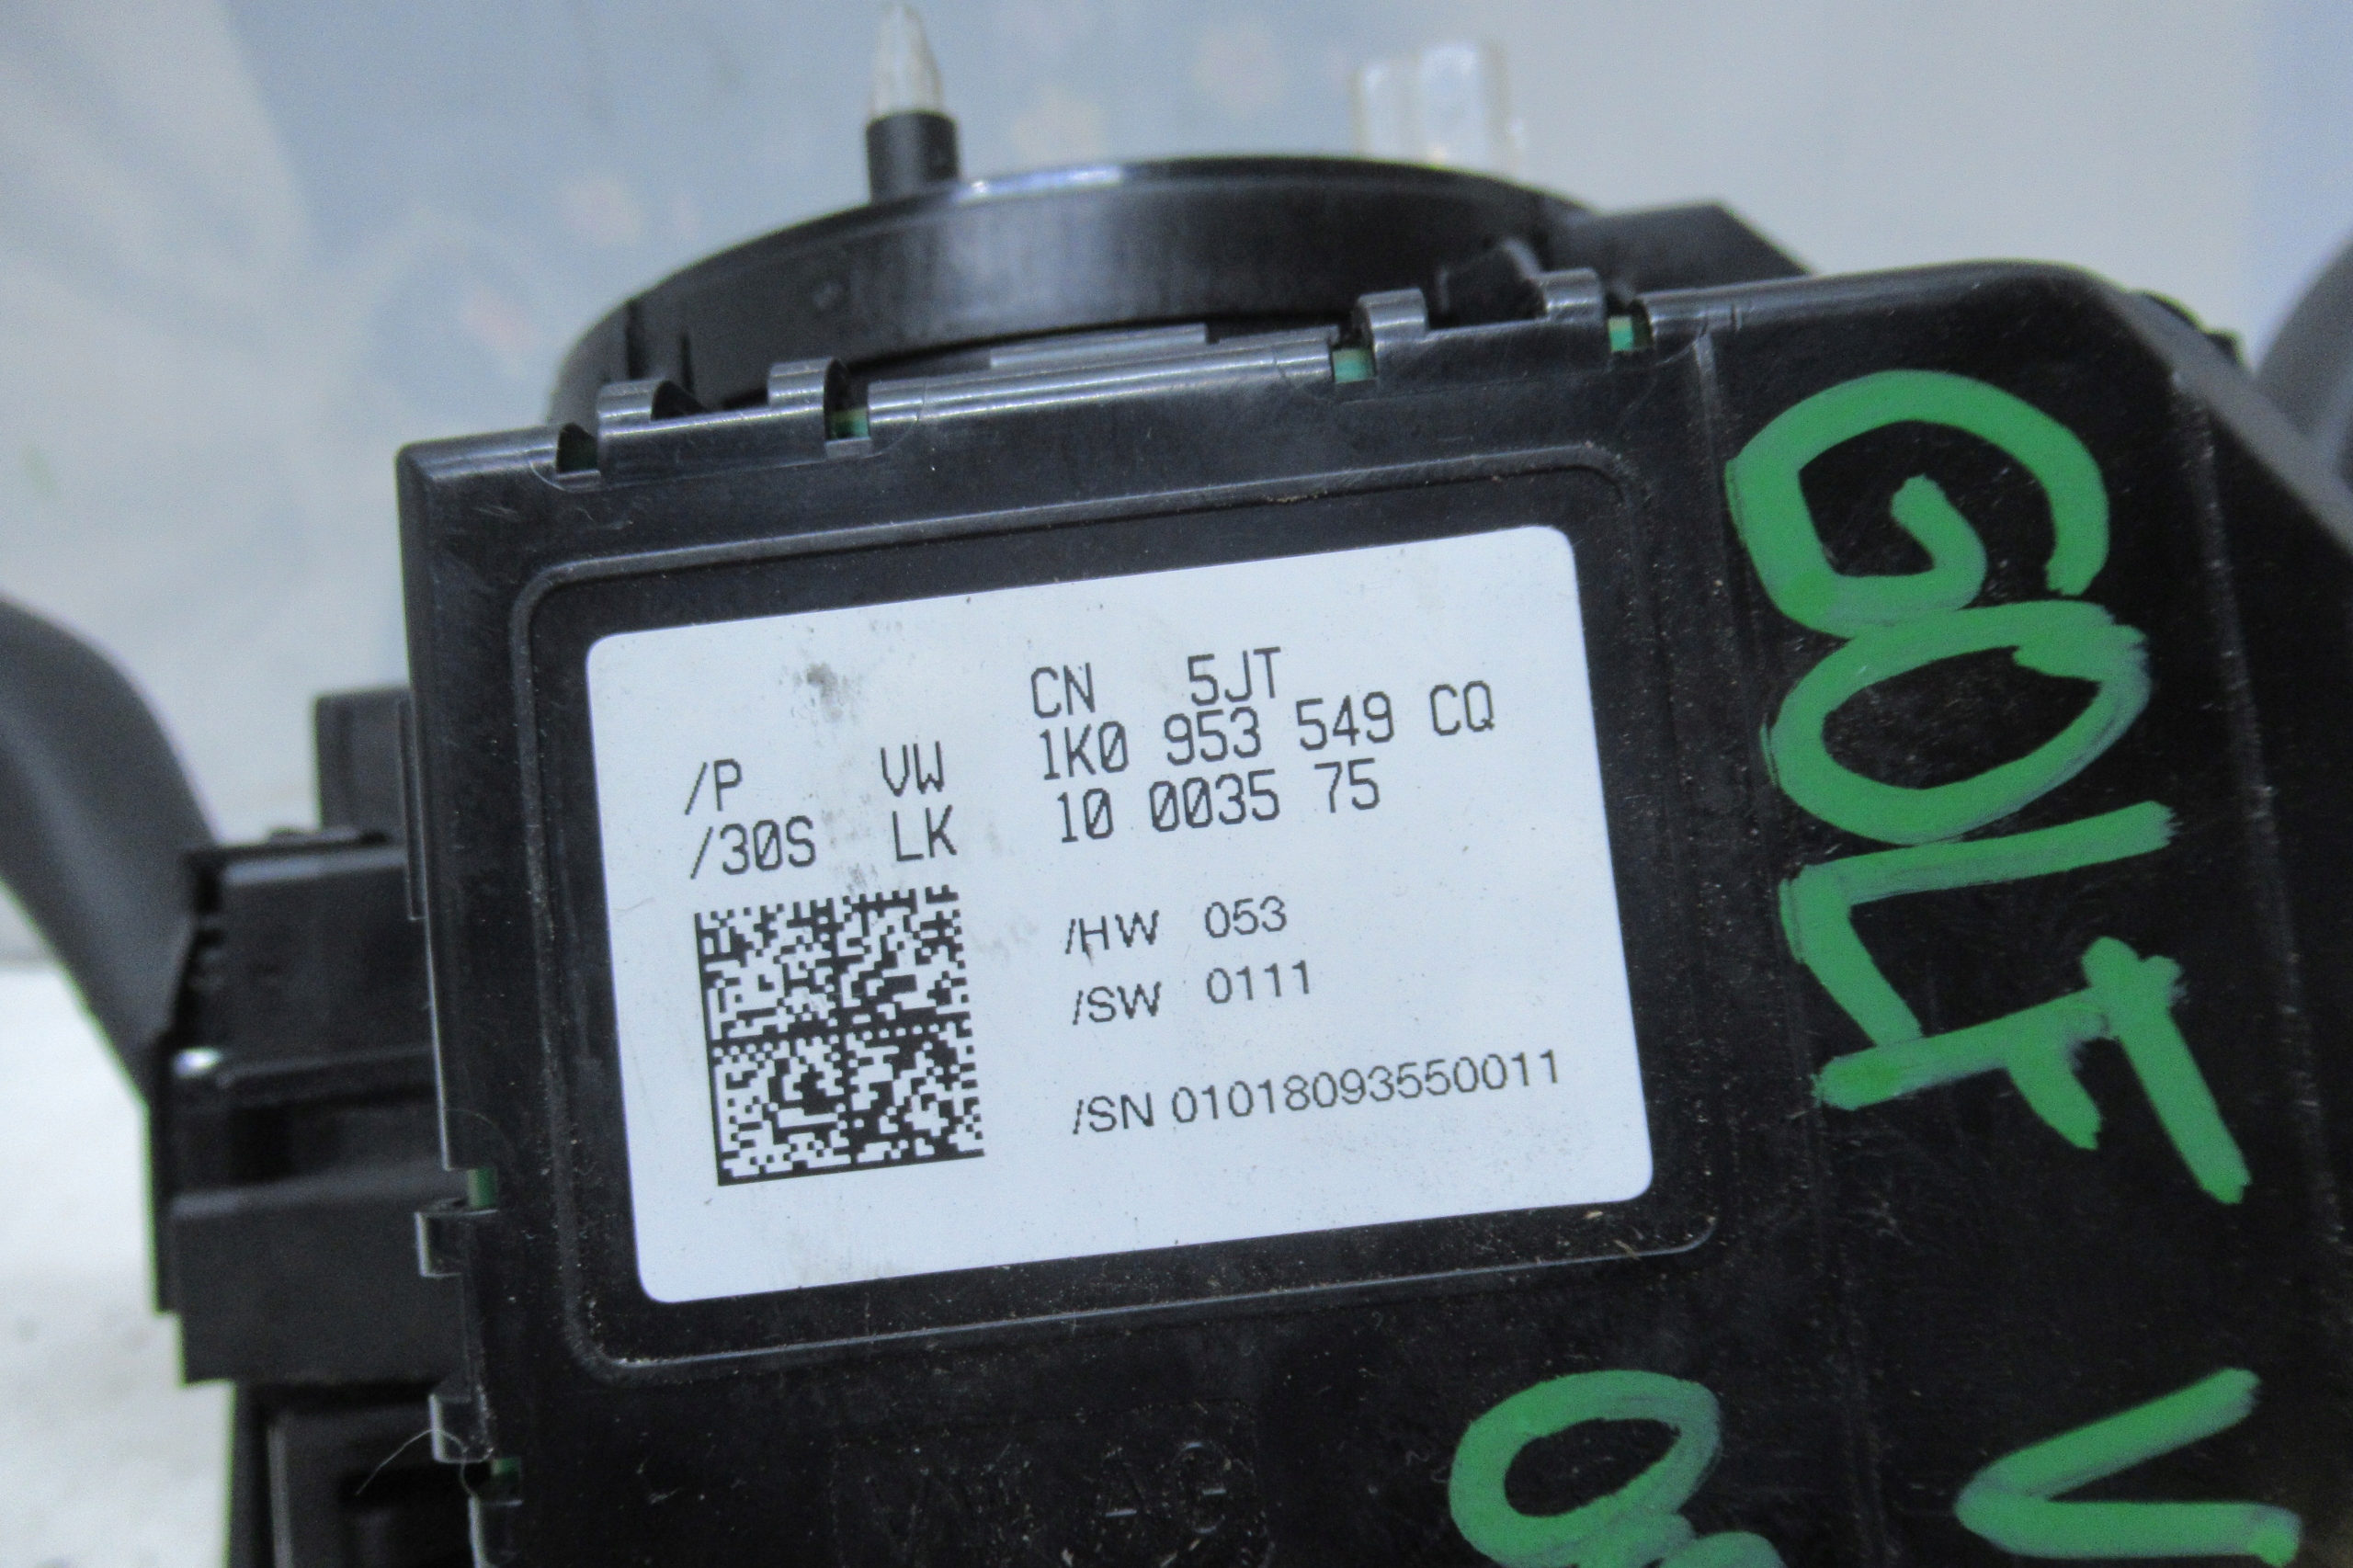 CN 5JT
/P VW 1K0 953 549 CQ
/30S LK 10 0035 75
/HW 053
/SW 0111
/SN 01018093550011
GOLF V